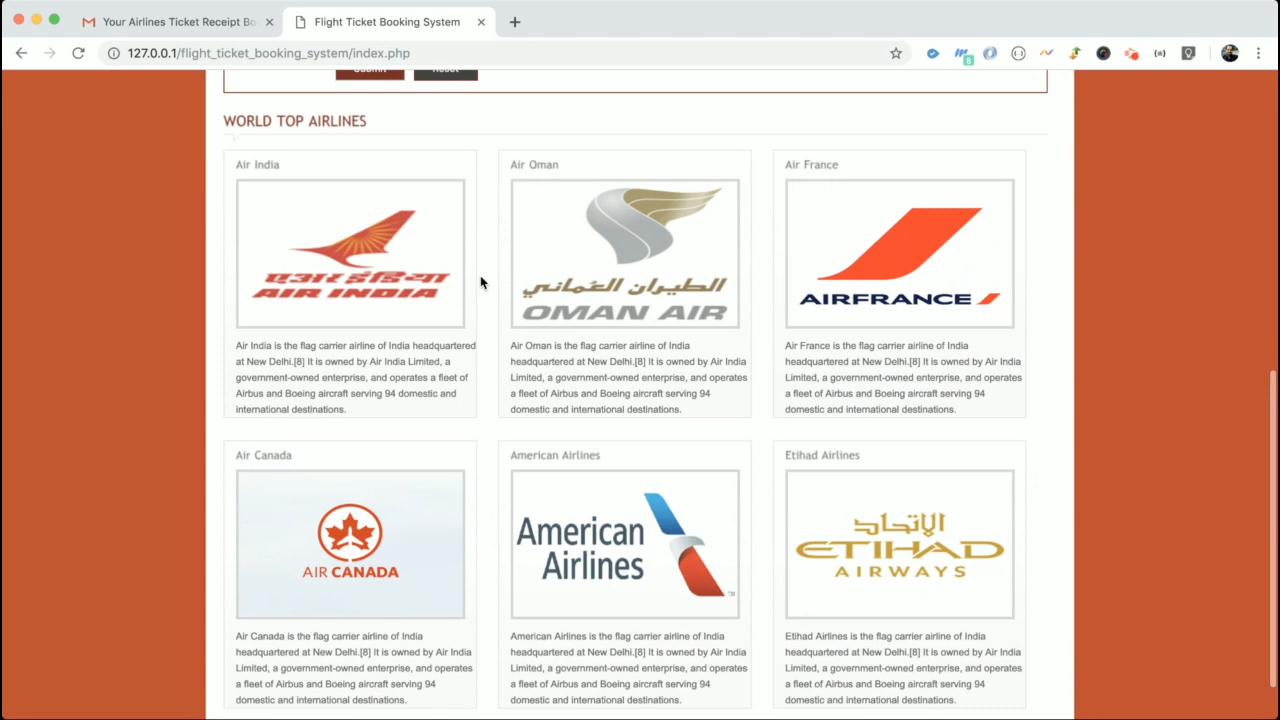 Your Airlines Ticket Receipt Bo
Flight Ticket Booking System
127.0.0.1/flight_ticket_booking_system/index.php
8
Submit
Reset
WORLD TOP AIRLINES
Air India
एअर इंडिया
AIR INDIA
Air India is the flag carrier airline of India headquartered
at New Delhi.[8] It is owned by Air India Limited, a
government-owned enterprise, and operates a fleet of
Airbus and Boeing aircraft serving 94 domestic and
international destinations.
Air Oman
الطيران العماني
OMAN AIR
Air Oman is the flag carrier airline of India
headquartered at New Delhi.[8] It is owned by Air India
Limited, a government-owned enterprise, and operates
a fleet of Airbus and Boeing aircraft serving 94
domestic and international destinations.
Air France
AIRFRANCE
Air France is the flag carrier airline of India
headquartered at New Delhi.[8] It is owned by Air India
Limited, a government-owned enterprise, and operates
a fleet of Airbus and Boeing aircraft serving 94
domestic and international destinations.
Air Canada
AIR CANADA
Air Canada is the flag carrier airline of India
headquartered at New Delhi.[8] It is owned by Air India
Limited, a government-owned enterprise, and operates
a fleet of Airbus and Boeing aircraft serving 94
domestic and international destinations.
American Airlines
American
Airlines
TM
American Airlines is the flag carrier airline of India
headquartered at New Delhi.[8] It is owned by Air India
Limited, a government-owned enterprise, and operates
a fleet of Airbus and Boeing aircraft serving 94
domestic and international destinations.
Etihad Airlines
الإتحاد
ETIHAD
AIRWAYS
Etihad Airlines is the flag carrier airline of India
headquartered at New Delhi.[8] It is owned by Air India
Limited, a government-owned enterprise, and operates
a fleet of Airbus and Boeing aircraft serving 94
domestic and international destinations.